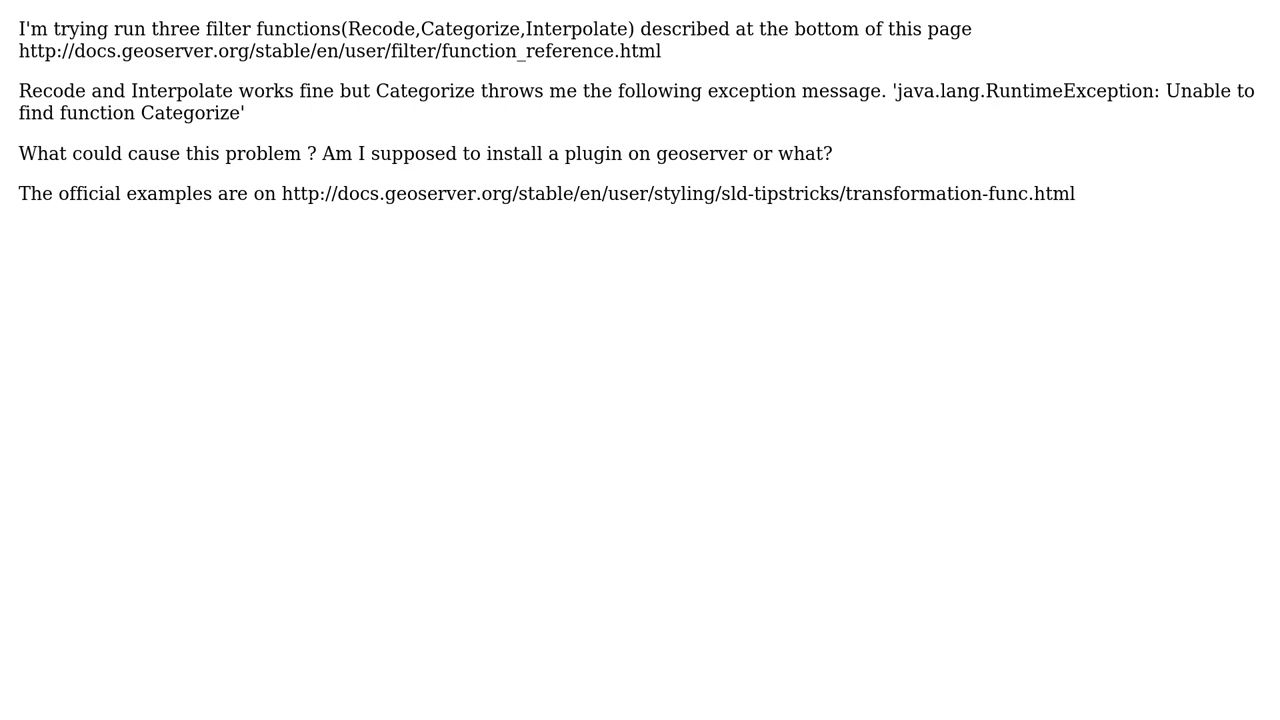 I'm trying run three filter functions(Recode,Categorize,Interpolate) described at the bottom of this page
http://docs.geoserver.org/stable/en/user/filter/function_reference.html
Recode and Interpolate works fine but Categorize throws me the following exception message. 'java.lang.RuntimeException: Unable to
find function Categorize'
What could cause this problem ? Am I supposed to install a plugin on geoserver or what?
The official examples are on http://docs.geoserver.org/stable/en/user/styling/sld-tipstricks/transformation-func.html